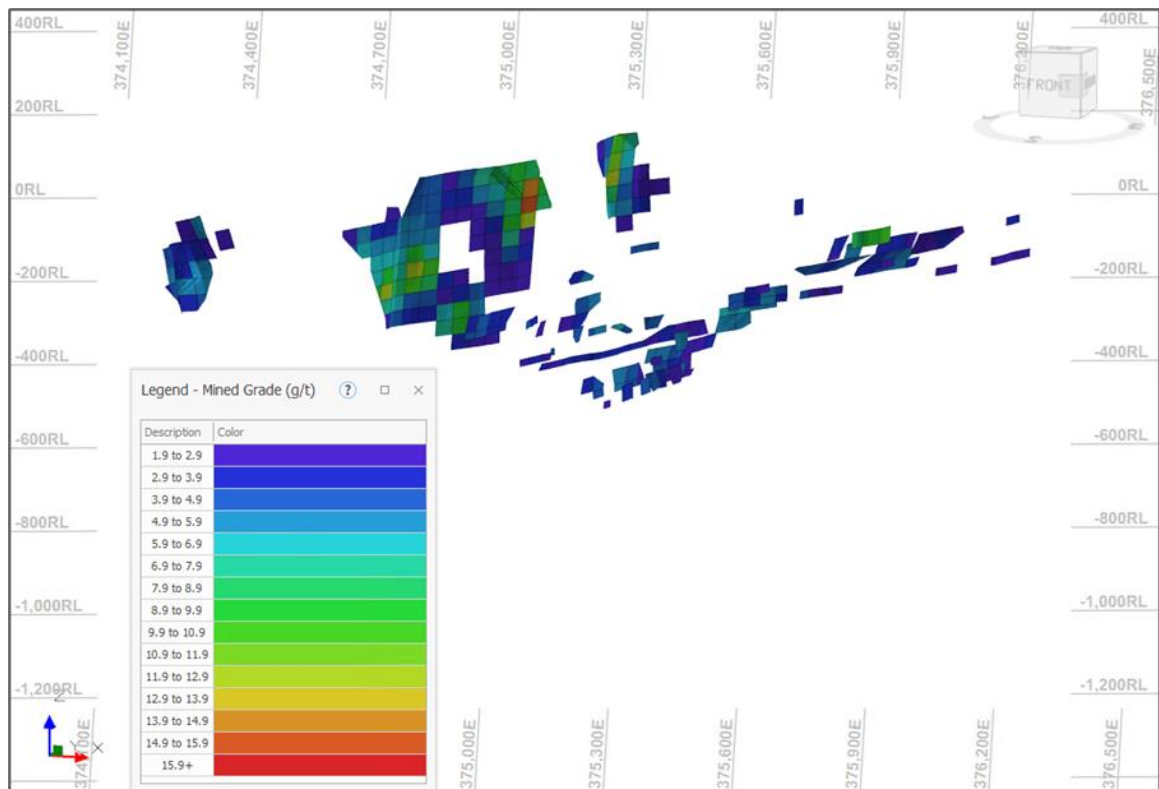 400RL
400RL
374,100E
374,400E
374,700E
375,000E
375,300E
375,600E
375,900E
376,500E
FRONT
S
200RL
0RL
0RL
-200RL
-200RL
-400RL
-400RL
-600RL
-600RL
-800RL
-800RL
-1,000RL
-1,000RL
-1,200RL
-1,200RL
Legend - Mined Grade (g/t) ?
Description Color
1.9 to 2.9
2.9 to 3.9
3.9 to 4.9
4.9 to 5.9
5.9 to 6.9
6.9 to 7.9
7.9 to 8.9
8.9 to 9.9
9.9 to 10.9
10.9 to 11.9
11.9 to 12.9
12.9 to 13.9
13.9 to 14.9
14.9 to 15.9
15.9+
Z
Y X
375,000E
375,300E
375,600E
375,900E
376,200E
376,500E